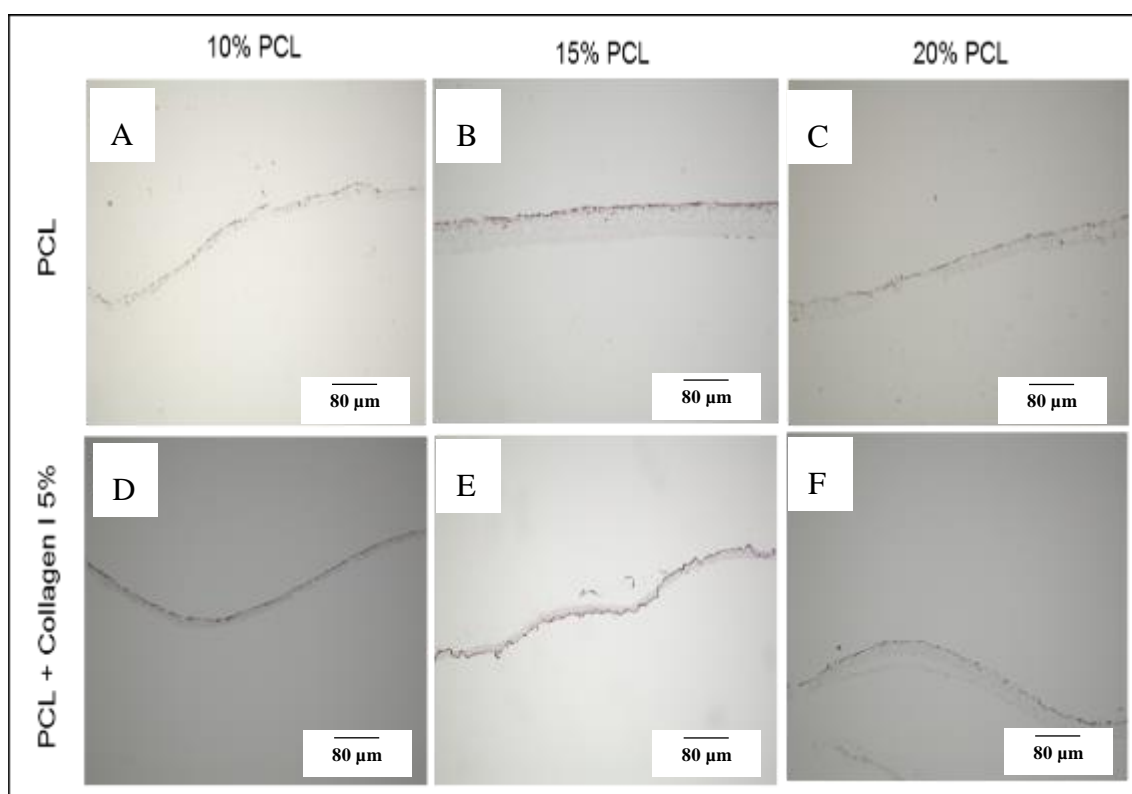 10% PCL
15% PCL
20% PCL
PCL
A
B
C
80 µm
80 µm
80 µm
PCL + Collagen I 5%
D
E
F
80 µm
80 µm
80 µm